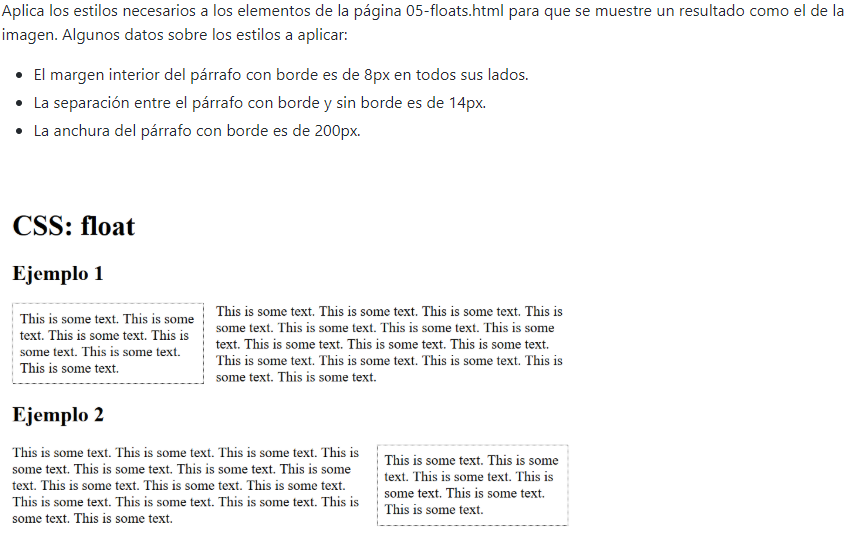 Aplica los estilos necesarios a los elementos de la página 05-floats.html para que se muestre un resultado como el de la
imagen. Algunos datos sobre los estilos a aplicar:
El margen interior del párrafo con borde es de 8px en todos sus lados.
La separación entre el párrafo con borde y sin borde es de 14px.
La anchura del párrafo con borde es de 200px.
CSS: float
Ejemplo 1
This is some text. This is some
text. This is some text. This is
some text. This is some text.
This is some text.
This is some text. This is some text. This is some text. This is
some text. This is some text. This is some text. This is some
text. This is some text. This is some text. This is some text.
This is some text. This is some text. This is some text. This is
some text. This is some text.
Ejemplo 2
This is some text. This is some text. This is some text. This is
some text. This is some text. This is some text. This is some
text. This is some text. This is some text. This is some text.
This is some text. This is some text. This is some text. This is
some text. This is some text.
This is some text. This is some
text. This is some text. This is
some text. This is some text.
This is some text.